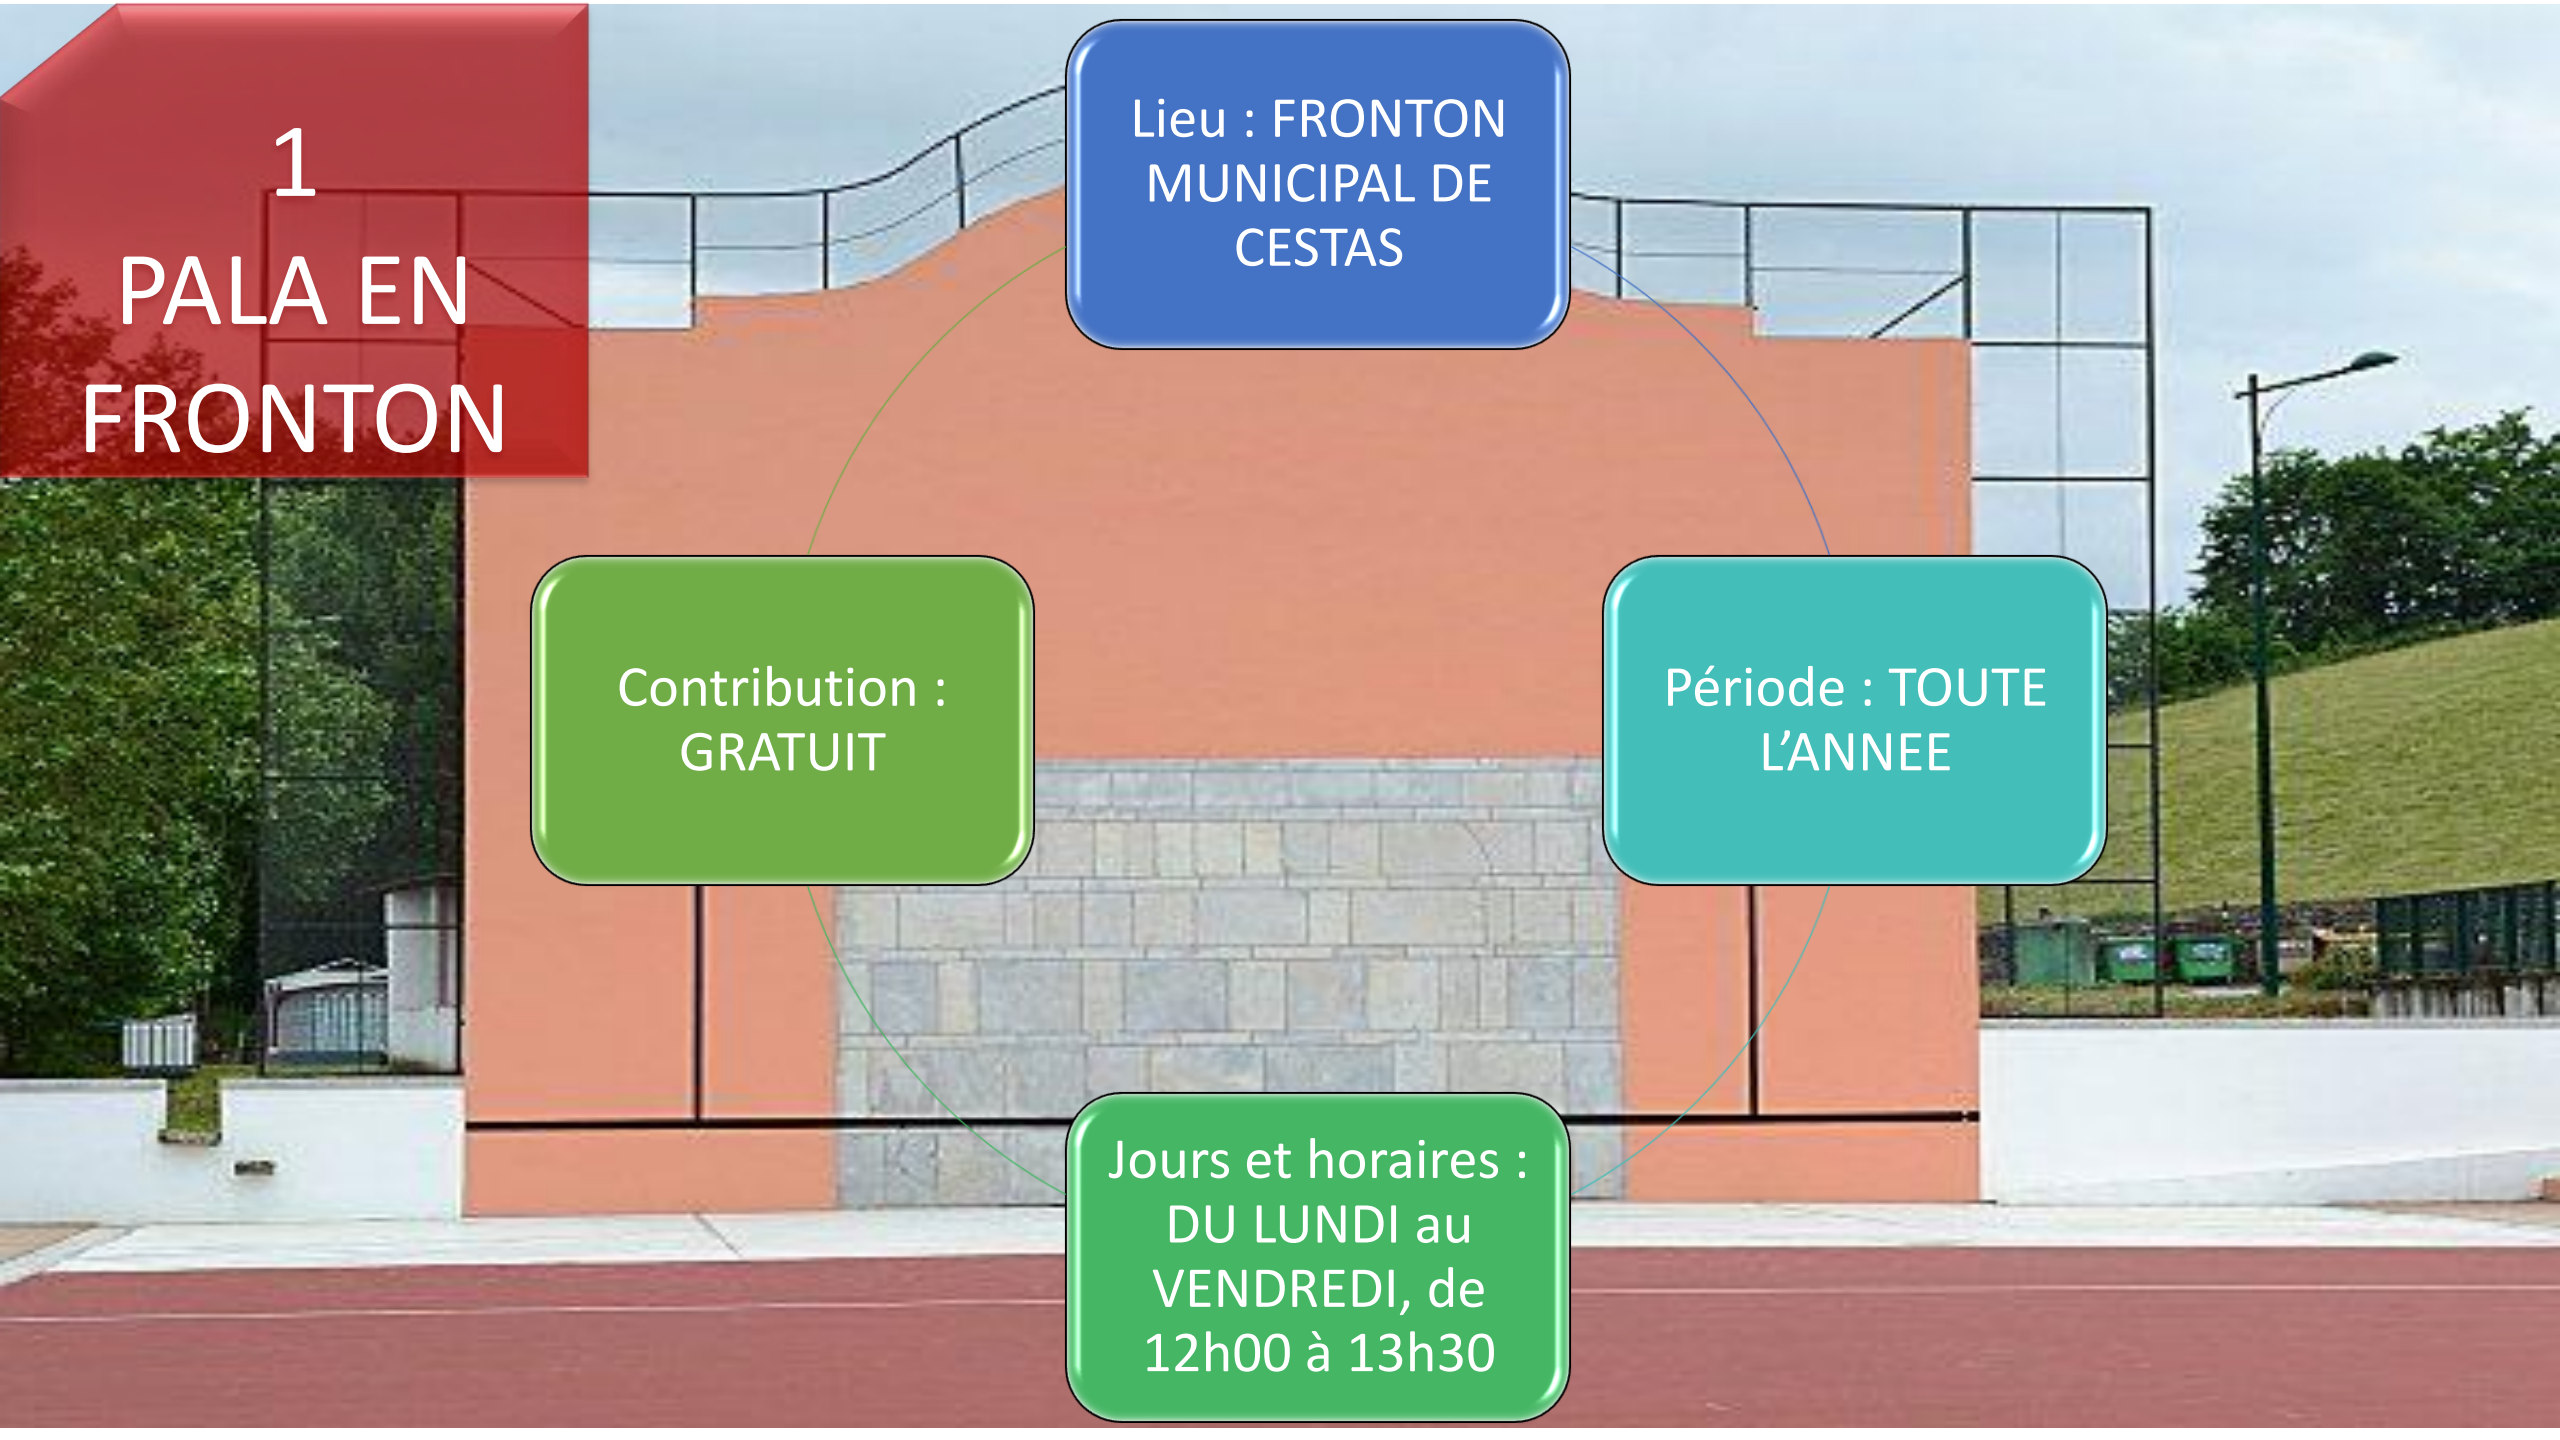 1
PALA EN
FRONTON
Lieu : FRONTON
MUNICIPAL DE
CESTAS
Contribution :
GRATUIT
Période : TOUTE
L’ANNEE
Jours et horaires :
DU LUNDI au
VENDREDI, de
12h00 à 13h30